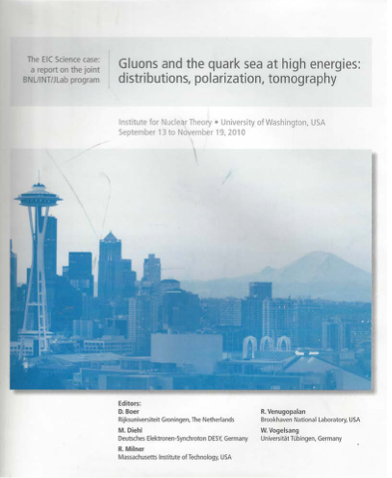 The EIC Science case:
a report on the joint
BNL/INT/JLab program
Gluons and the quark sea at high energies:
distributions, polarization, tomography
Institute for Nuclear Theory • University of Washington, USA
September 13 to November 19, 2010
Editors:
D. Boer
Rijksuniversiteit Groningen, The Netherlands
M. Diehl
Deutsches Elektronen-Synchroton DESY, Germany
R. Milner
Massachusetts Institute of Technology, USA
R. Venugopalan
Brookhaven National Laboratory, USA
W. Vogelsang
Universität Tübingen, Germany